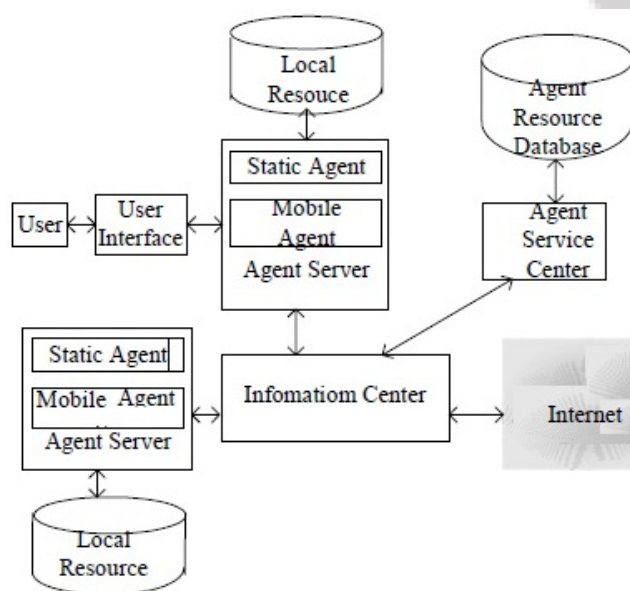 Local
Resouce
Agent
Resource
Database
Static Agent
Mobile
Agent
Agent Server
User
User
Interface
Agent
Service
Center
Static Agent
Mobile Agent
Agent Server
Infomatiom Center
Internet
Local
Resource